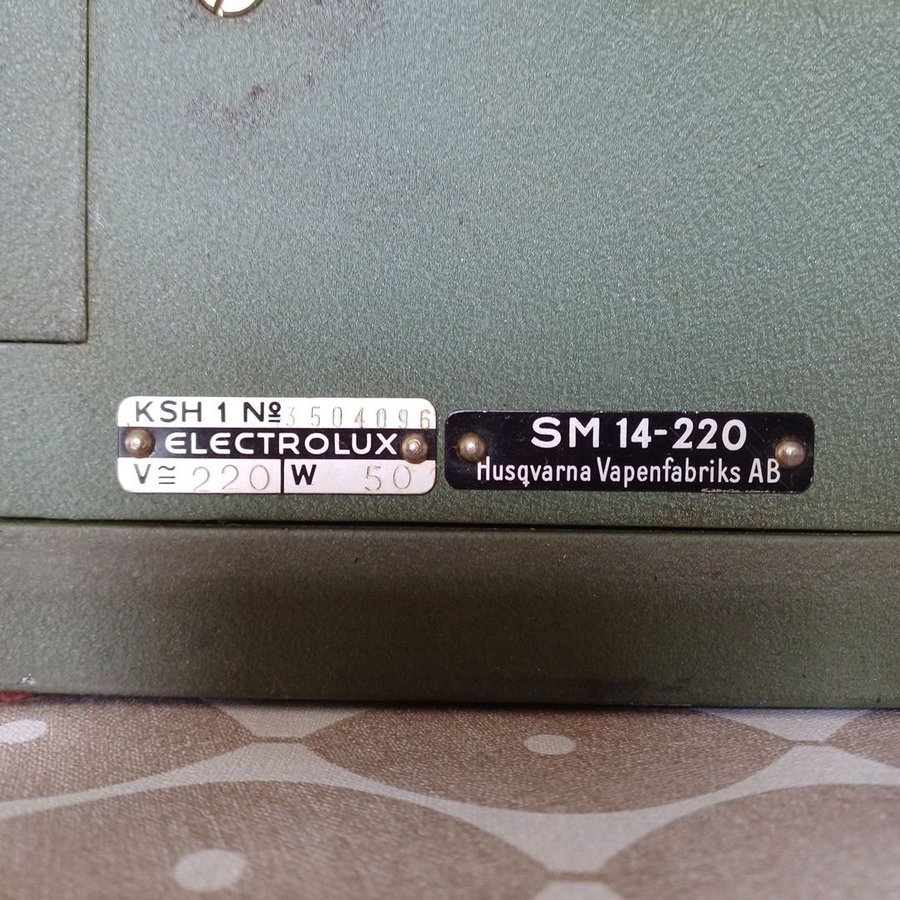 KSH 1 Nº 3504096
ELECTROLUX
V≅ 220 W 50
SM 14-220
Husqvarna Vapenfabriks AB